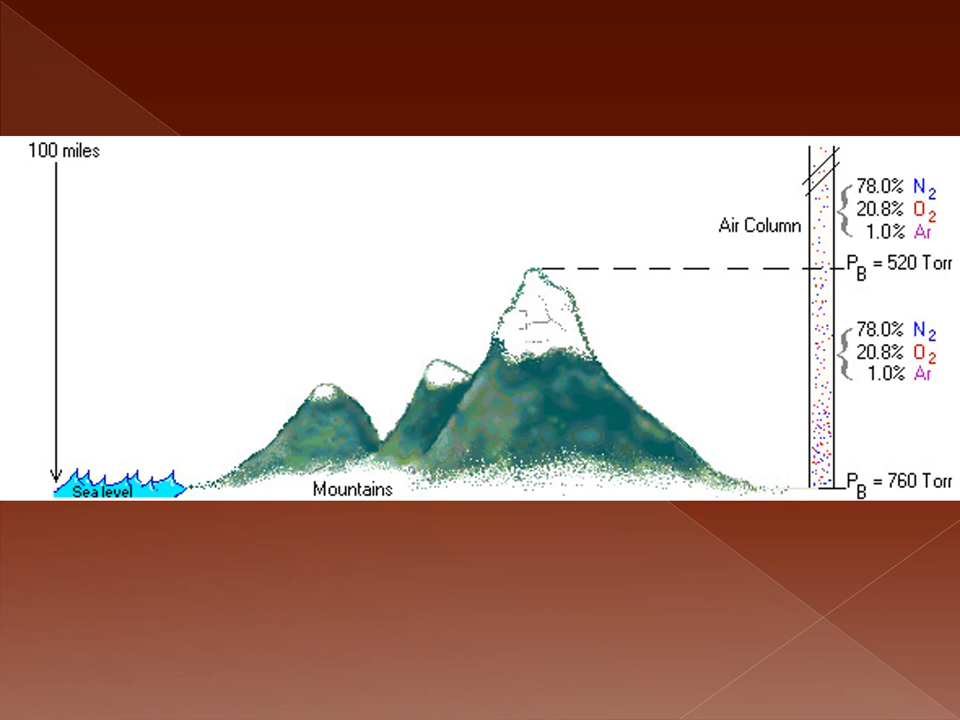 100 miles
78.0% N2
20.8% O2
1.0% Ar
Air Column
PB = 520 Torr
78.0% N2
20.8% O2
1.0% Ar
PB = 760 Torr
Sea level
Mountains